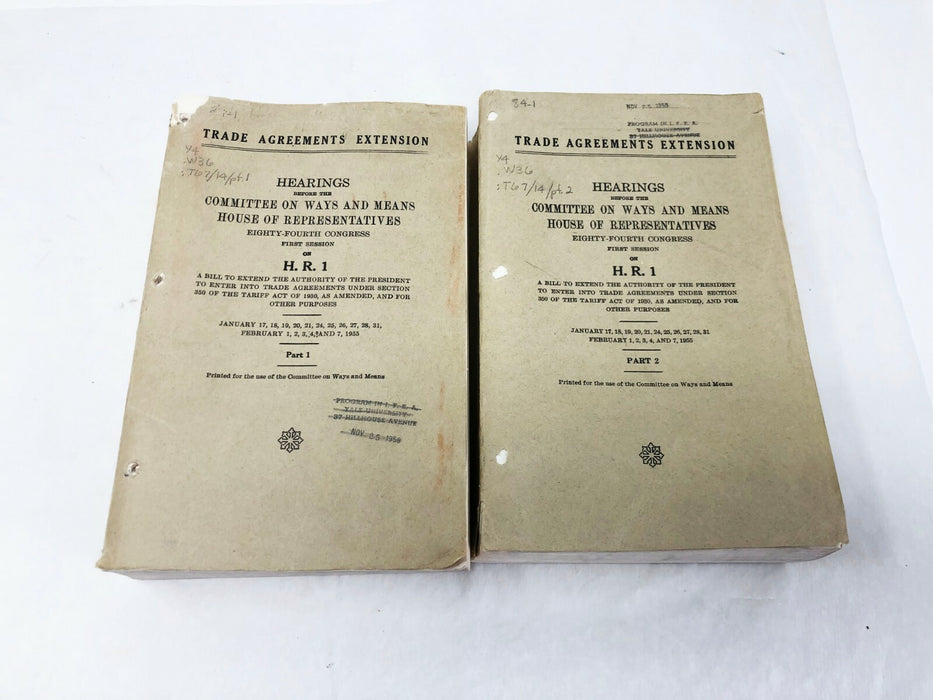 TRADE AGREEMENTS EXTENSION
Y4
.W36
:T67/14/pt.1
HEARINGS
BEFORE THE
COMMITTEE ON WAYS AND MEANS
HOUSE OF REPRESENTATIVES
EIGHTY-FOURTH CONGRESS
FIRST SESSION
ON
H. R. 1
A BILL TO EXTEND THE AUTHORITY OF THE PRESIDENT
TO ENTER INTO TRADE AGREEMENTS UNDER SECTION
350 OF THE TARIFF ACT OF 1930, AS AMENDED, AND FOR
OTHER PURPOSES
JANUARY 17, 18, 19, 20, 21, 24, 25, 26, 27, 28, 31,
FEBRUARY 1, 2, 3, 4, AND 7, 1955
Part 1
Printed for the use of the Committee on Ways and Means
PROGRAM IN I. F. E. A.
YALE UNIVERSITY
37 HILLHOUSE AVENUE
NOV 1956
84-1
NOV 1955
PROGRAM IN I. F. E. A.
YALE UNIVERSITY
37 HILLHOUSE AVENUE
TRADE AGREEMENTS EXTENSION
Y4
.W36
:T67/14/pt.2
HEARINGS
BEFORE THE
COMMITTEE ON WAYS AND MEANS
HOUSE OF REPRESENTATIVES
EIGHTY-FOURTH CONGRESS
FIRST SESSION
ON
H. R. 1
A BILL TO EXTEND THE AUTHORITY OF THE PRESIDENT
TO ENTER INTO TRADE AGREEMENTS UNDER SECTION
350 OF THE TARIFF ACT OF 1930, AS AMENDED, AND FOR
OTHER PURPOSES
JANUARY 17, 18, 19, 20, 21, 24, 25, 26, 27, 28, 31
FEBRUARY 1, 2, 3, 4, AND 7, 1955
PART 2
Printed for the use of the Committee on Ways and Means